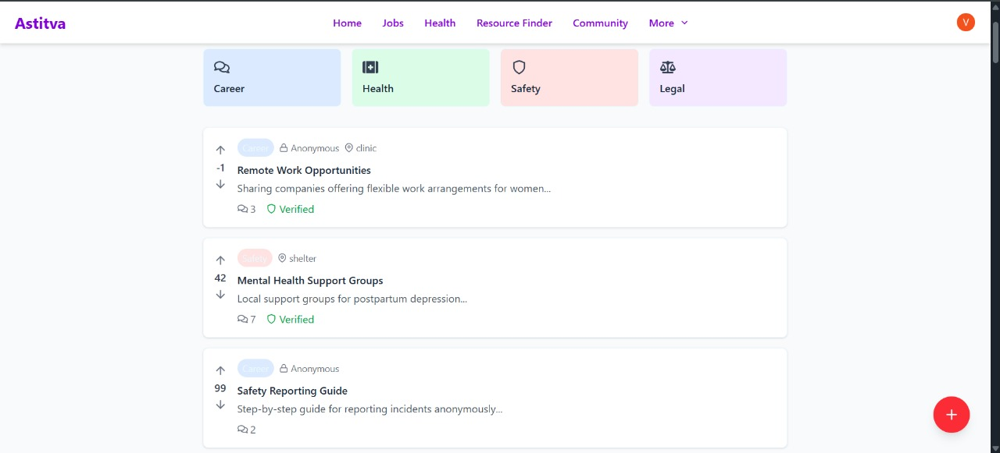 Astitva Home Jobs Health Resource Finder Community More V
Career Health Safety Legal
Career Anonymous clinic
-1
Remote Work Opportunities
Sharing companies offering flexible work arrangements for women...
3 Verified
Safety shelter
42
Mental Health Support Groups
Local support groups for postpartum depression...
7 Verified
Career Anonymous
99
Safety Reporting Guide
Step-by-step guide for reporting incidents anonymously...
2